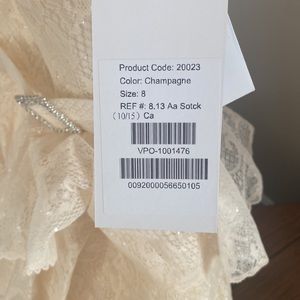 Product Code: 20023
Color: Champagne
Size: 8
REF #: 8.13 Aa Sotck
(10/15) Ca
VPO-1001476
0092000056650105